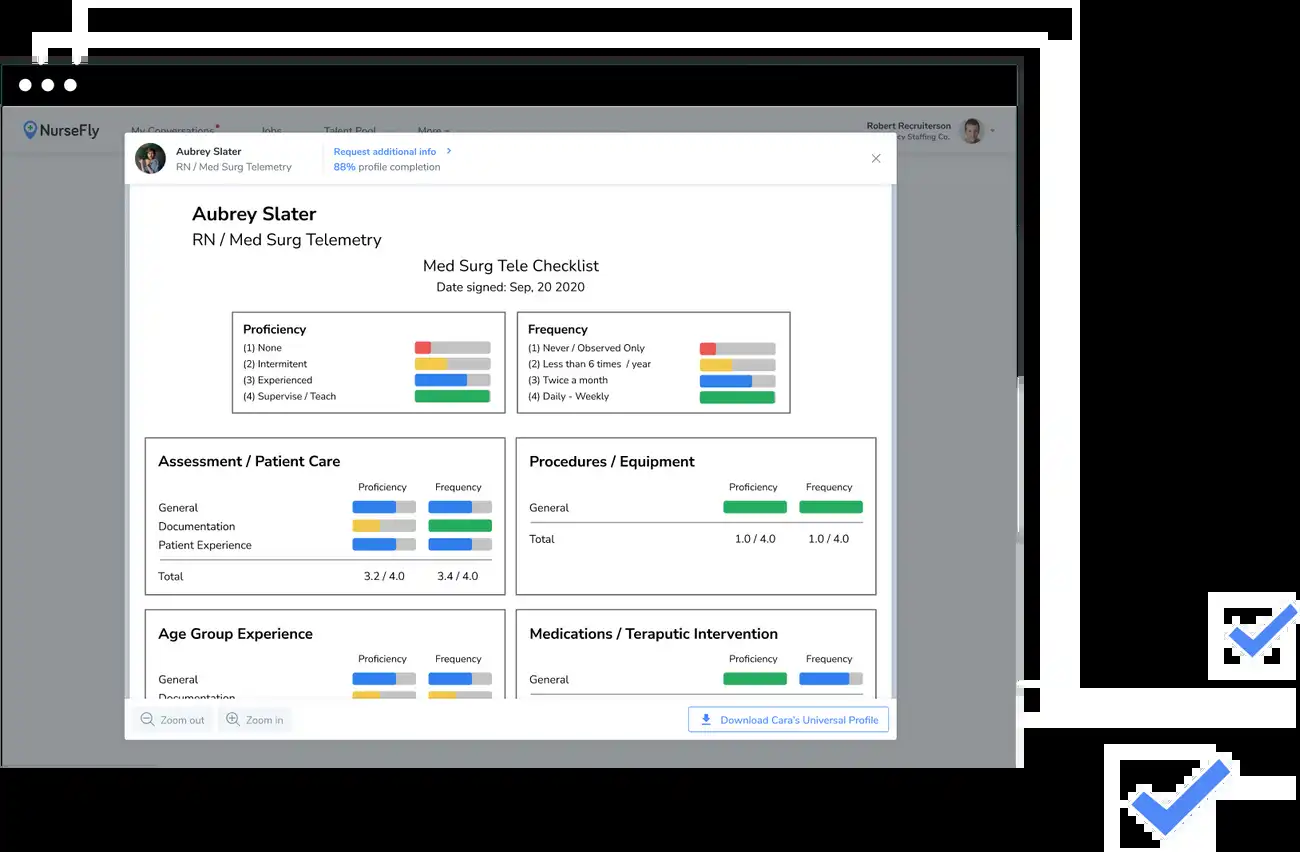 NurseFly
My Conversations Jobs Talent Pool More
Robert Recruiterson
cy Staffing Co.
Aubrey Slater
RN / Med Surg Telemetry
Request additional info >
88% profile completion
Aubrey Slater
RN / Med Surg Telemetry
Med Surg Tele Checklist
Date signed: Sep, 20 2020
Proficiency
(1) None
(2) Intermitent
(3) Experienced
(4) Supervise / Teach
Frequency
(1) Never / Observed Only
(2) Less than 6 times / year
(3) Twice a month
(4) Daily - Weekly
Assessment / Patient Care
Proficiency Frequency
General
Documentation
Patient Experience
Total 3.2 / 4.0 3.4 / 4.0
Procedures / Equipment
Proficiency Frequency
General
Total 1.0 / 4.0 1.0 / 4.0
Age Group Experience
Proficiency Frequency
General
Documentation
Medications / Teraputic Intervention
Proficiency Frequency
General
Zoom out Zoom in
Download Cara's Universal Profile